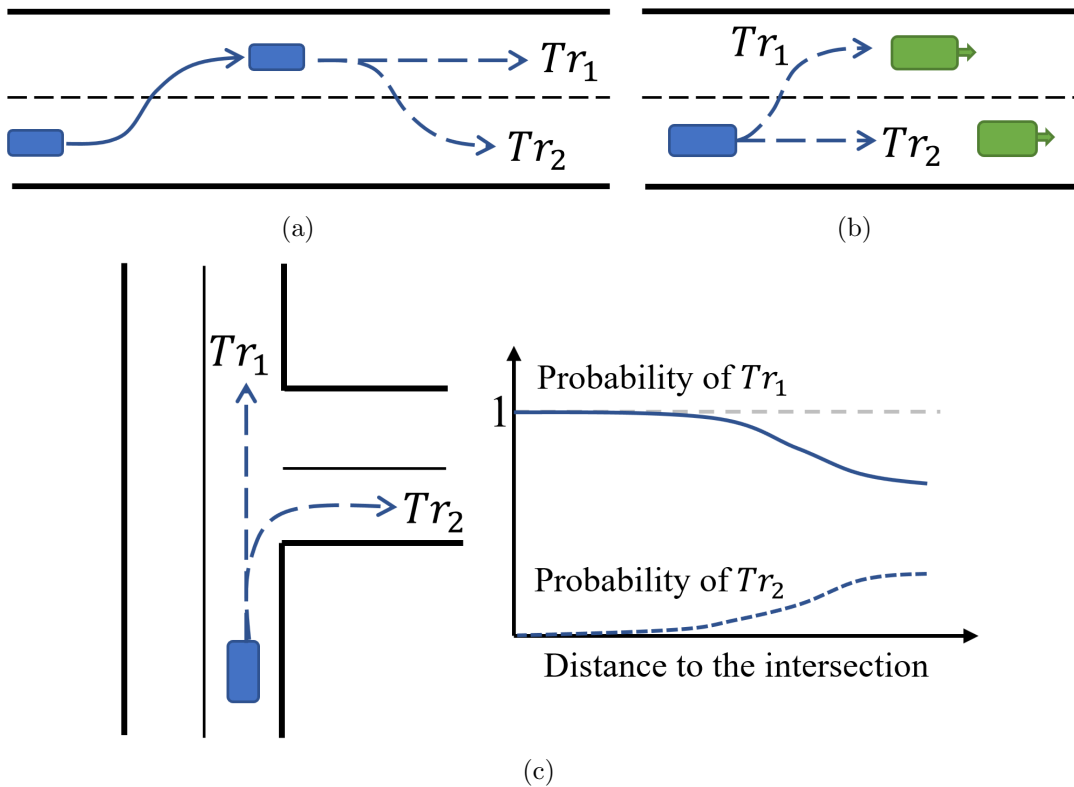 Tr₁
Tr₂
(a)
Tr₁
Tr₂
(b)
Tr₁
Tr₂
Probability of Tr₁
1
Probability of Tr₂
Distance to the intersection
(c)